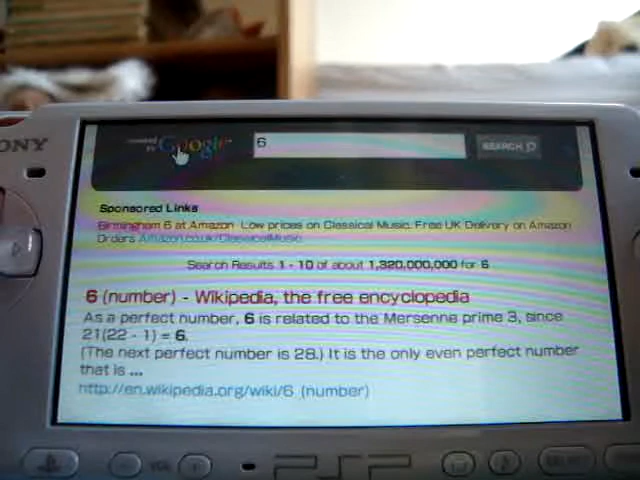 SONY
powered by Google 6 SEARCH
Sponsored Links
Birmingham 6 at Amazon Low prices on Classical Music. Free UK Delivery on Amazon
Orders Amazon.co.uk/ClassicalMusic
Search Results 1 - 10 of about 1,320,000,000 for 6
6 (number) - Wikipedia, the free encyclopedia
As a perfect number, 6 is related to the Mersenne prime 3, since
21(22 - 1) = 6.
(The next perfect number is 28.) It is the only even perfect number
that is ...
http://en.wikipedia.org/wiki/6_(number)
- VOL + PSP